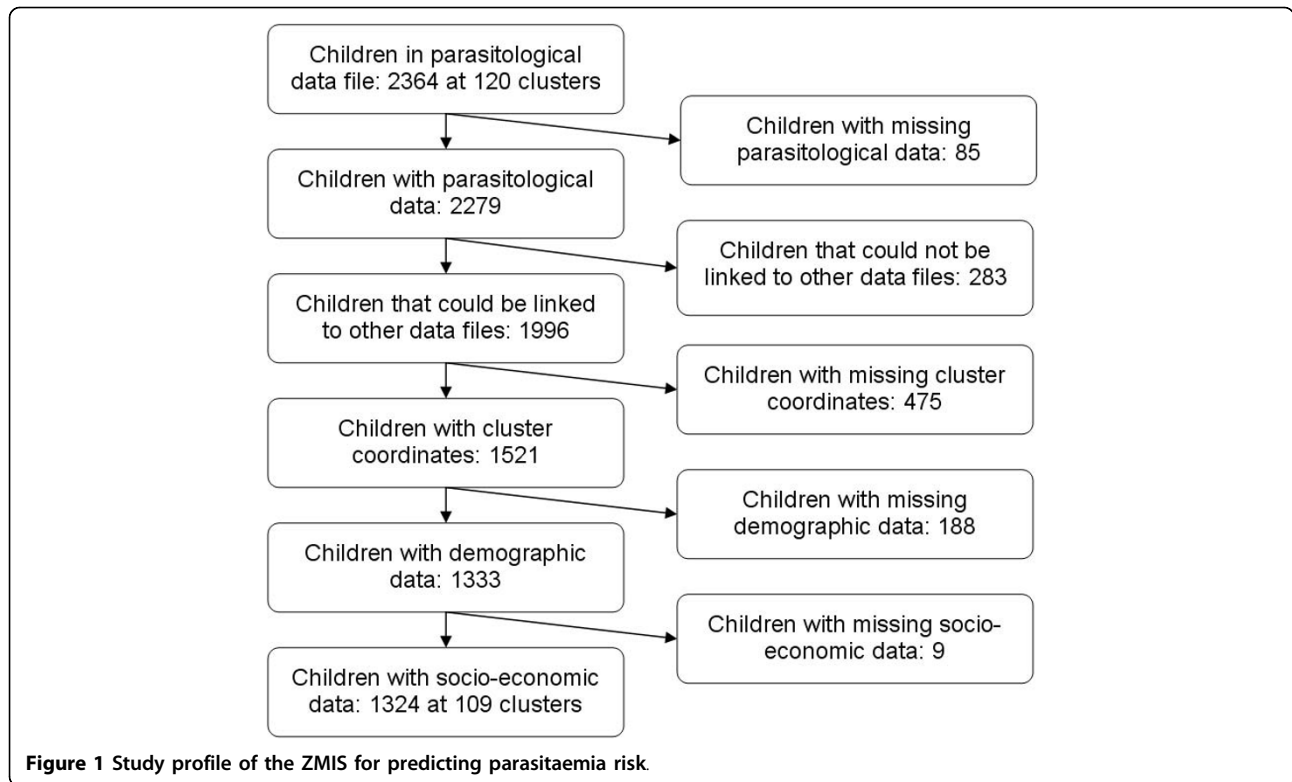 Children in parasitological
data file: 2364 at 120 clusters
Children with missing
parasitological data: 85
Children with parasitological
data: 2279
Children that could not be
linked to other data files: 283
Children that could be linked
to other data files: 1996
Children with missing cluster
coordinates: 475
Children with cluster
coordinates: 1521
Children with missing
demographic data: 188
Children with demographic
data: 1333
Children with missing socio-
economic data: 9
Children with socio-economic
data: 1324 at 109 clusters
Figure 1 Study profile of the ZMIS for predicting parasitaemia risk.